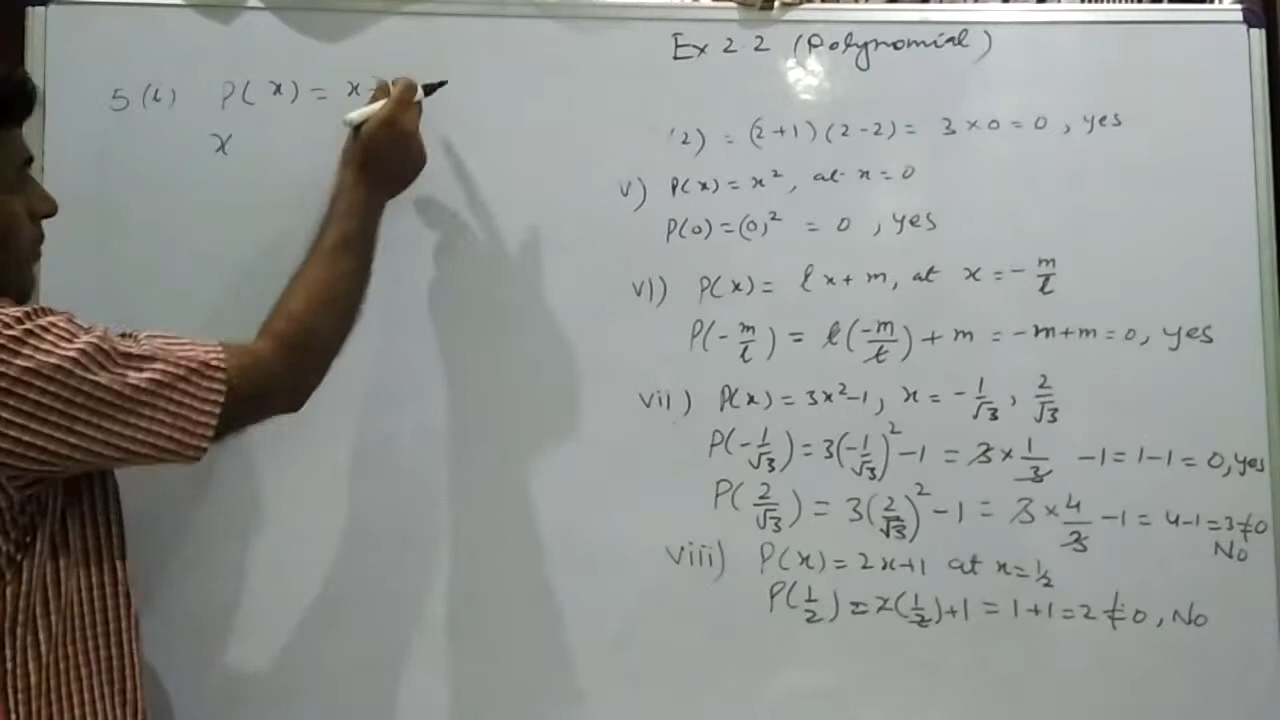 Ex 2 2 (Polynomial)
5 (i) P(x) = x
x
2) = (2+1)(2-2) = 3×0=0, yes
v) P(x) = x², at x=0
P(0)=(0)² = 0, yes
vi) P(x) = lx+m, at x = -m/l
P(-m/l) = l(-m/l)+m = -m+m=0, yes
vii) P(x) = 3x²-1, x = -1/√3, 2/√3
P(-1/√3) = 3(-1/√3)²-1 = 3×1/3 -1 = 1-1 = 0, yes
P(2/√3) = 3(2/√3)²-1 = 3×4/3 -1 = 4-1=3≠0
No
viii) P(x) = 2x+1 at x=1/2
P(1/2) = 2(1/2)+1 = 1+1=2≠0, No